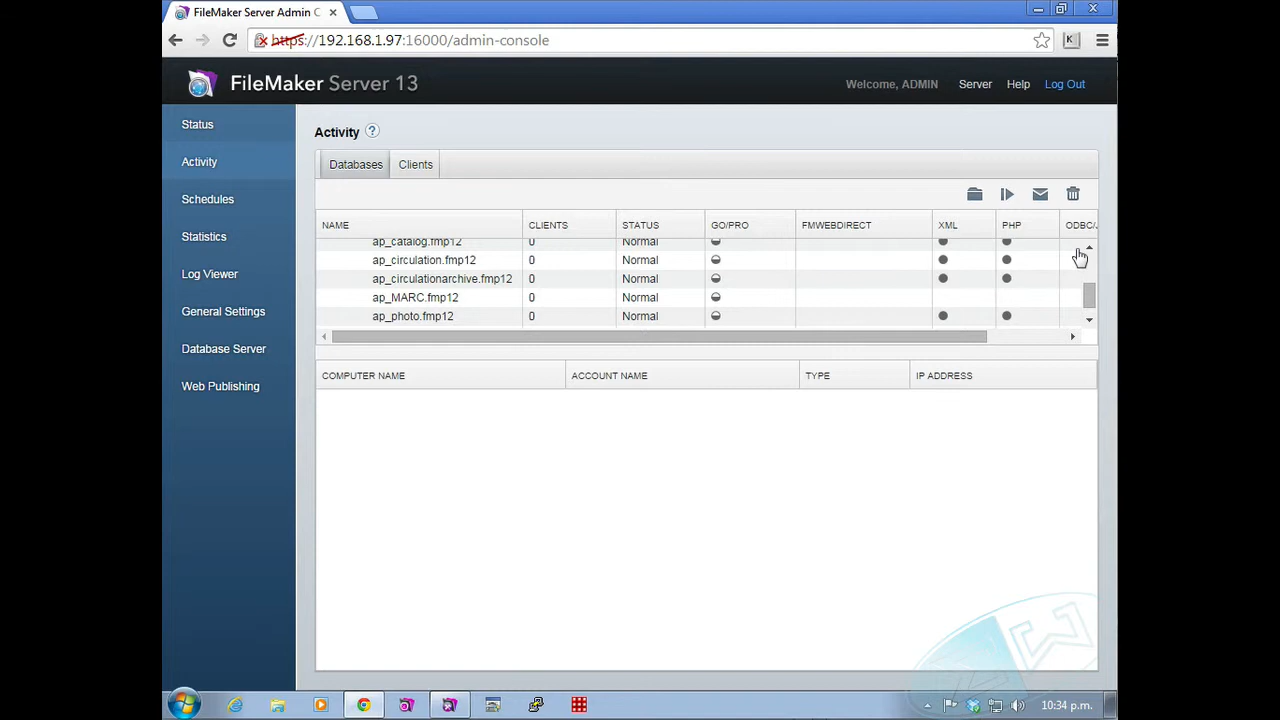 FileMaker Server Admin C
https://192.168.1.97:16000/admin-console
FileMaker Server 13
Welcome, ADMIN
Server
Help
Log Out
Status
Activity
Schedules
Statistics
Log Viewer
General Settings
Database Server
Web Publishing
Activity ?
Databases
Clients
NAME CLIENTS STATUS GO/PRO FMWEBDIRECT XML PHP ODBC/
ap_catalog.fmp12 0 Normal
ap_circulation.fmp12 0 Normal
ap_circulationarchive.fmp12 0 Normal
ap_MARC.fmp12 0 Normal
ap_photo.fmp12 0 Normal
COMPUTER NAME ACCOUNT NAME TYPE IP ADDRESS
10:34 p.m.